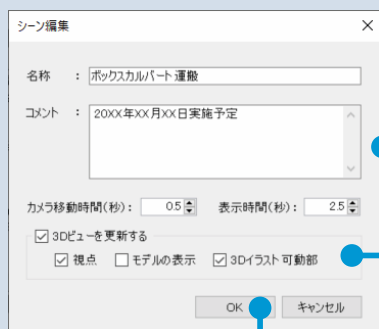 シーン編集
名称 : ボックスカルバート運搬
コメント : 20XX年XX月XX日実施予定
カメラ移動時間(秒): 0.5 表示時間(秒): 2.5
3Dビューを更新する
視点 モデルの表示 3Dイラスト可動部
OK キャンセル